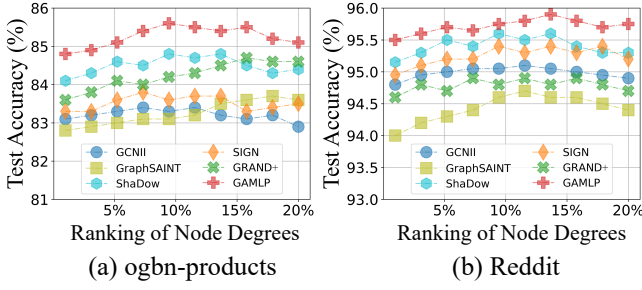 Test Accuracy (%)
86
85
84
83
82
81
GCNII
GraphSAINT
ShaDow
SIGN
GRAND+
GAMLP
5%
10%
15%
20%
Ranking of Node Degrees
(a) ogbn-products
Test Accuracy (%)
96.0
95.5
95.0
94.5
94.0
93.5
93.0
GCNII
GraphSAINT
ShaDow
SIGN
GRAND+
GAMLP
5%
10%
15%
20%
Ranking of Node Degrees
(b) Reddit